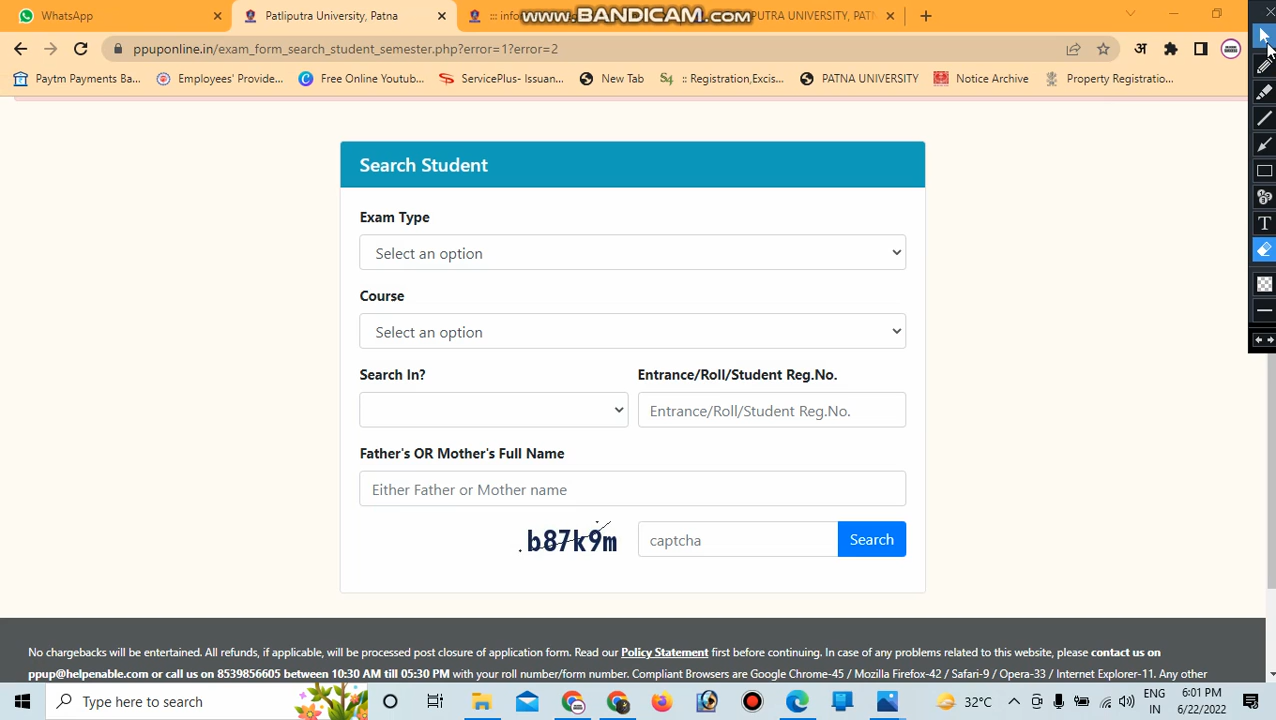 WhatsApp
Patliputra University, Patna
::: info
www.BANDICAM.com
PUTRA UNIVERSITY, PAT
ppuponline.in/exam_form_search_student_semester.php?error=1?error=2
अ
Paytm Payments Ba...
Employees' Provide...
Free Online Youtub...
ServicePlus- Issuan...
New Tab
:: Registration,Excis...
PATNA UNIVERSITY
Notice Archive
Property Registratio...
Search Student
Exam Type
Select an option
Course
Select an option
Search In?
Entrance/Roll/Student Reg.No.
Entrance/Roll/Student Reg.No.
Father's OR Mother's Full Name
Either Father or Mother name
b87k9m
captcha
Search
No chargebacks will be entertained. All refunds, if applicable, will be processed post closure of application form. Read our Policy Statement first before continuing. In case of any problems related to this website, please contact us on
ppup@helpenable.com or call us on 8539856605 between 10:30 AM till 05:30 PM with your roll number/form number. Compliant Browsers are Google Chrome-45 / Mozilla Firefox-42 / Safari-9 / Opera-33 / Internet Explorer-11. Any other
Type here to search
32°C
ENG
IN
6:01 PM
6/22/2022